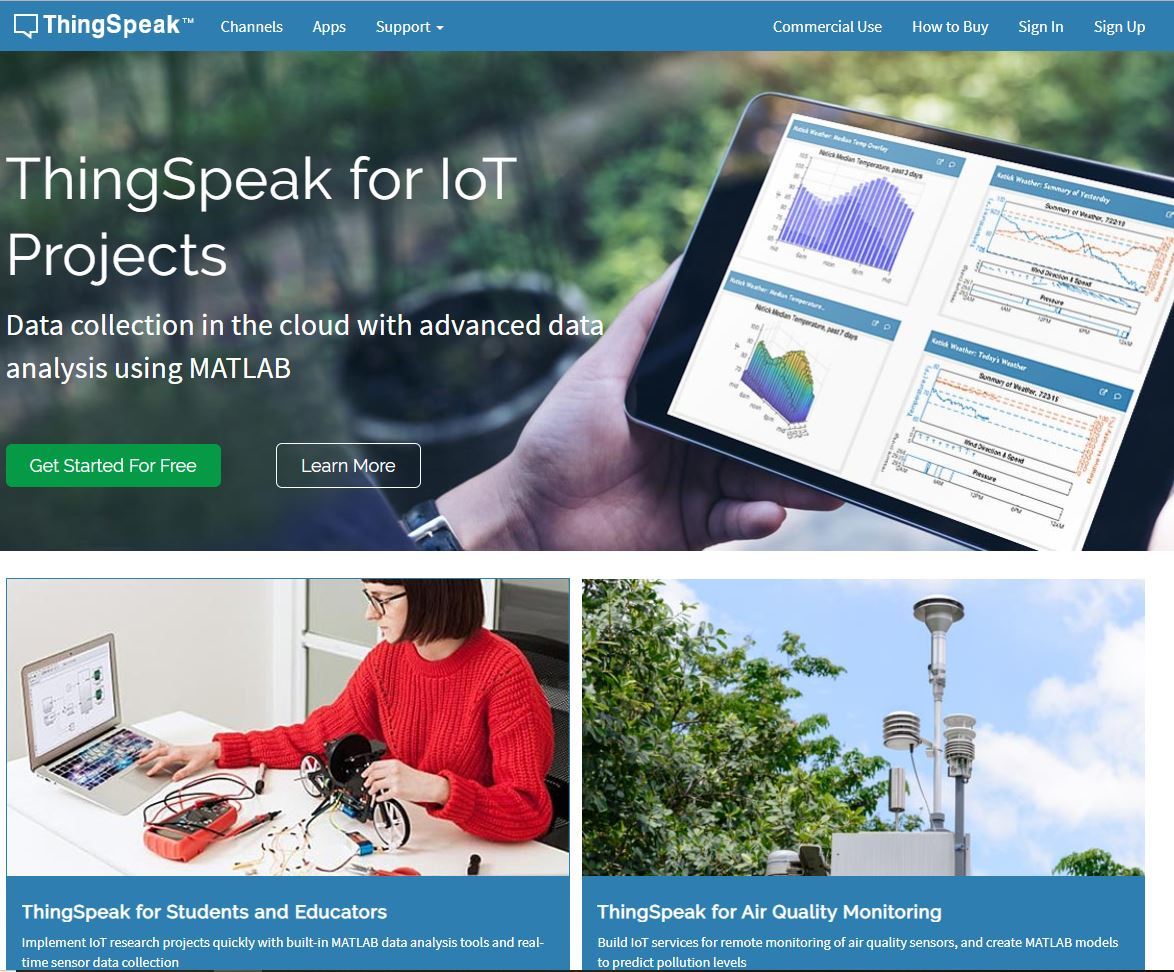 ThingSpeak™
Channels
Apps
Support
Commercial Use
How to Buy
Sign In
Sign Up
ThingSpeak for IoT
Projects
Data collection in the cloud with advanced data
analysis using MATLAB
Get Started For Free
Learn More
Natick Weather: Median Temp Overlay
Natick Median Temperature, past 3 days
Natick Weather: Summary of Yesterday
Summary of Weather, 7/22/19
Wind Direction & Speed
Pressure
Natick Weather: Median Temperature...
Natick Median Temperature, past 7 days
Natick Weather: Today's Weather
Summary of Weather, 7/23/19
Wind Direction & Speed
Pressure
ThingSpeak for Students and Educators
Implement IoT research projects quickly with built-in MATLAB data analysis tools and real-
time sensor data collection
ThingSpeak for Air Quality Monitoring
Build IoT services for remote monitoring of air quality sensors, and create MATLAB models
to predict pollution levels